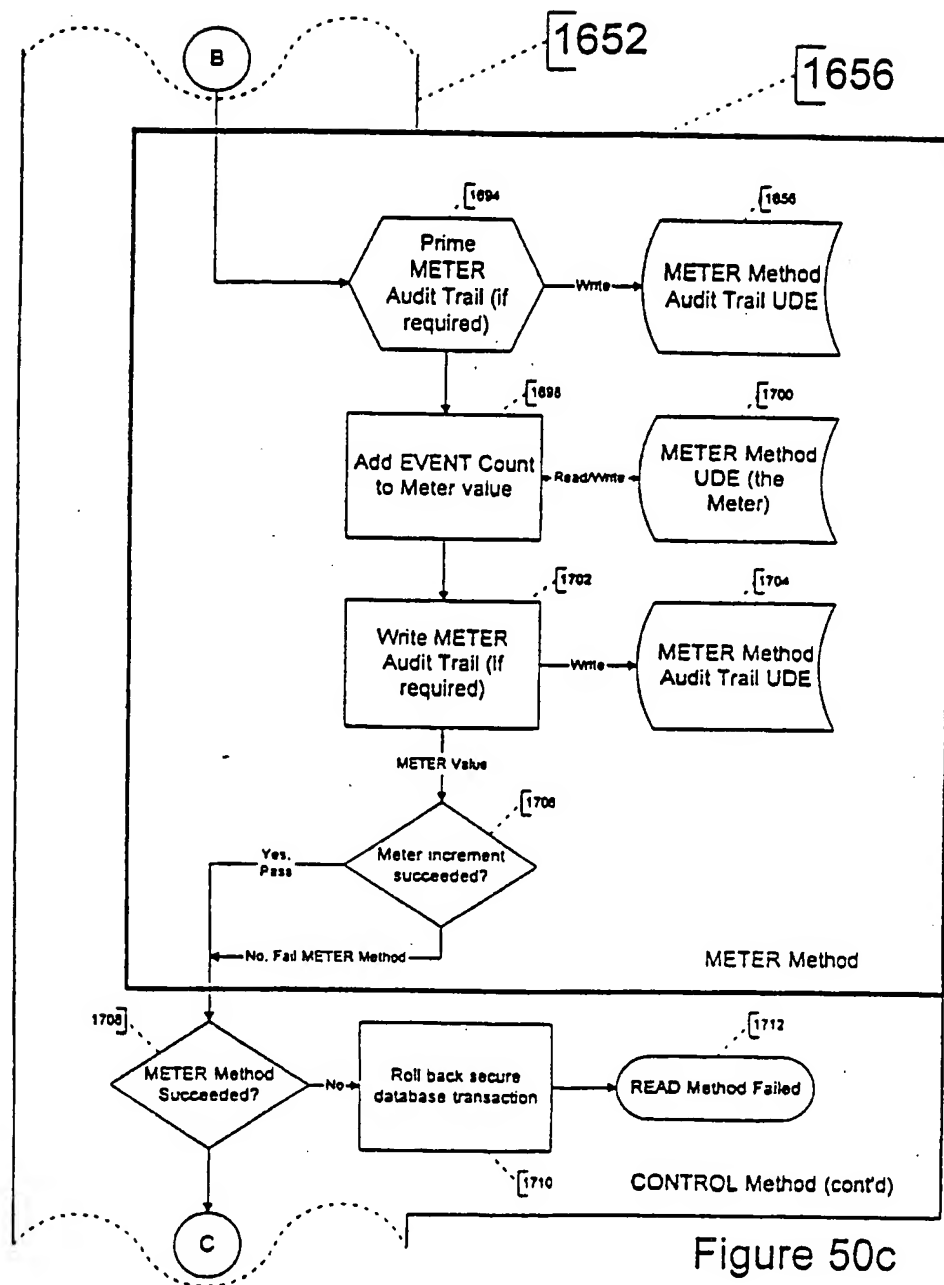 B
1652
1656
1694
Prime
METER
Audit Trail (if
required)
Write
1656
METER Method
Audit Trail UDE
1698
Add EVENT Count
to Meter value
Read/Write
1700
METER Method
UDE (the
Meter)
1702
Write METER
Audit Trail (if
required)
Write
1704
METER Method
Audit Trail UDE
METER Value
1706
Meter increment
succeeded?
Yes,
Pass
No, Fail METER Method
METER Method
1708
METER Method
Succeeded?
No
Roll back secure
database transaction
1710
1712
READ Method Failed
CONTROL Method (cont'd)
C
Figure 50c